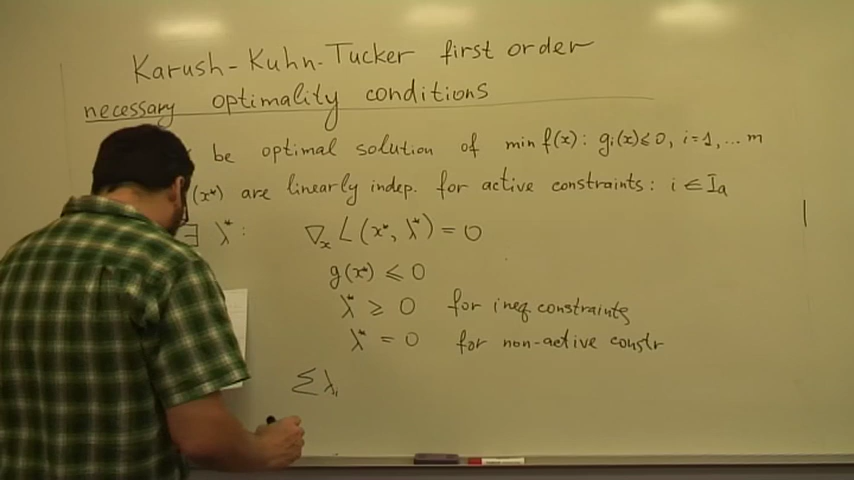 Karush-Kuhn-Tucker first order
necessary optimality conditions
be optimal solution of min f(x): gᵢ(x)≤0, i=1,...m
(x*) are linearly indep. for active constraints: i ∈ Iₐ
∃ λ*: ∇ₓ L(x*, λ*) = 0
g(x*) ≤ 0
λ* ≥ 0 for ineq constraints
λ* = 0 for non-active constr
Σ λᵢ